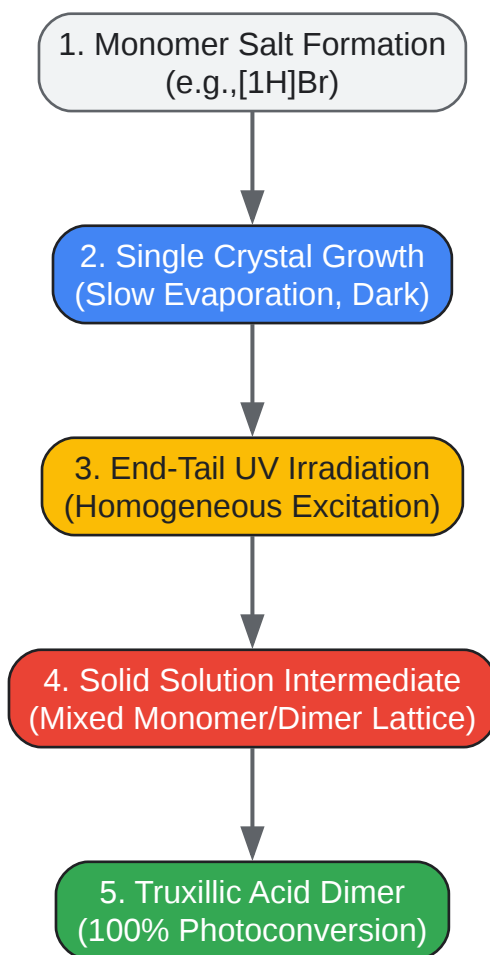 1. Monomer Salt Formation
(e.g.,[1H]Br)
2. Single Crystal Growth
(Slow Evaporation, Dark)
3. End-Tail UV Irradiation
(Homogeneous Excitation)
4. Solid Solution Intermediate
(Mixed Monomer/Dimer Lattice)
5. Truxillic Acid Dimer
(100% Photoconversion)